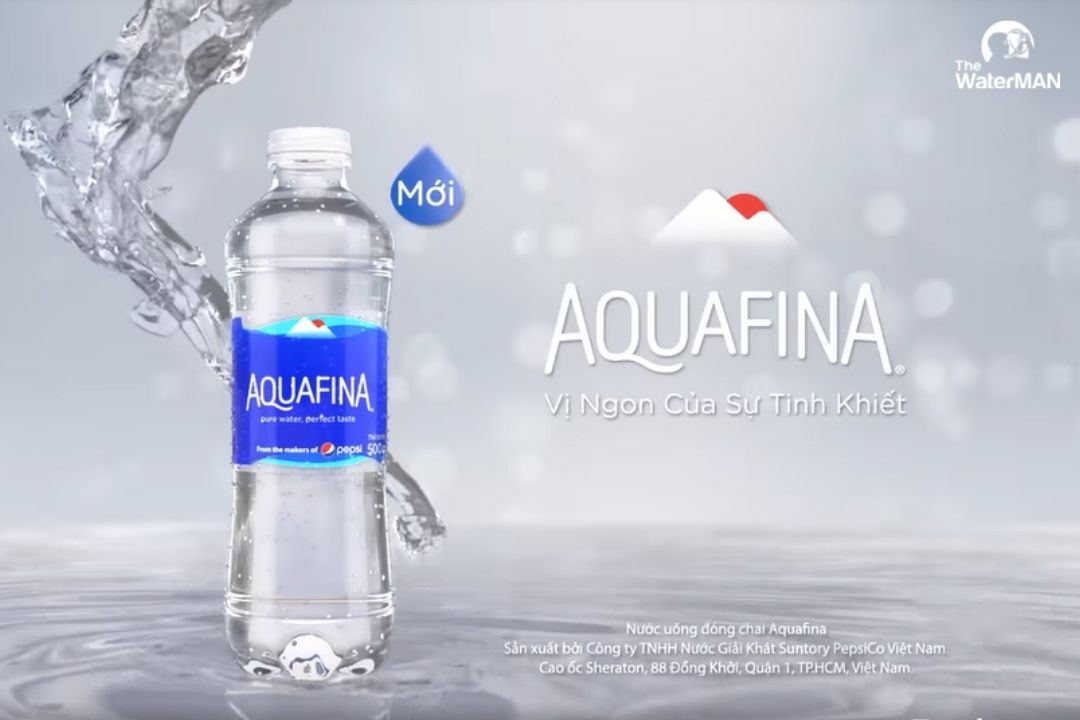 The
WaterMAN
Mới
AQUAFINA®
Vị Ngon Của Sự Tinh Khiết
AQUAFINA
pure water, perfect taste
From the makers of pepsi
500
Nước uống đóng chai Aquafina
Sản xuất bởi Công ty TNHH Nước Giải Khát Suntory PepsiCo Việt Nam.
Cao ốc Sheraton, 88 Đồng Khởi, Quận 1, TP.HCM, Việt Nam.